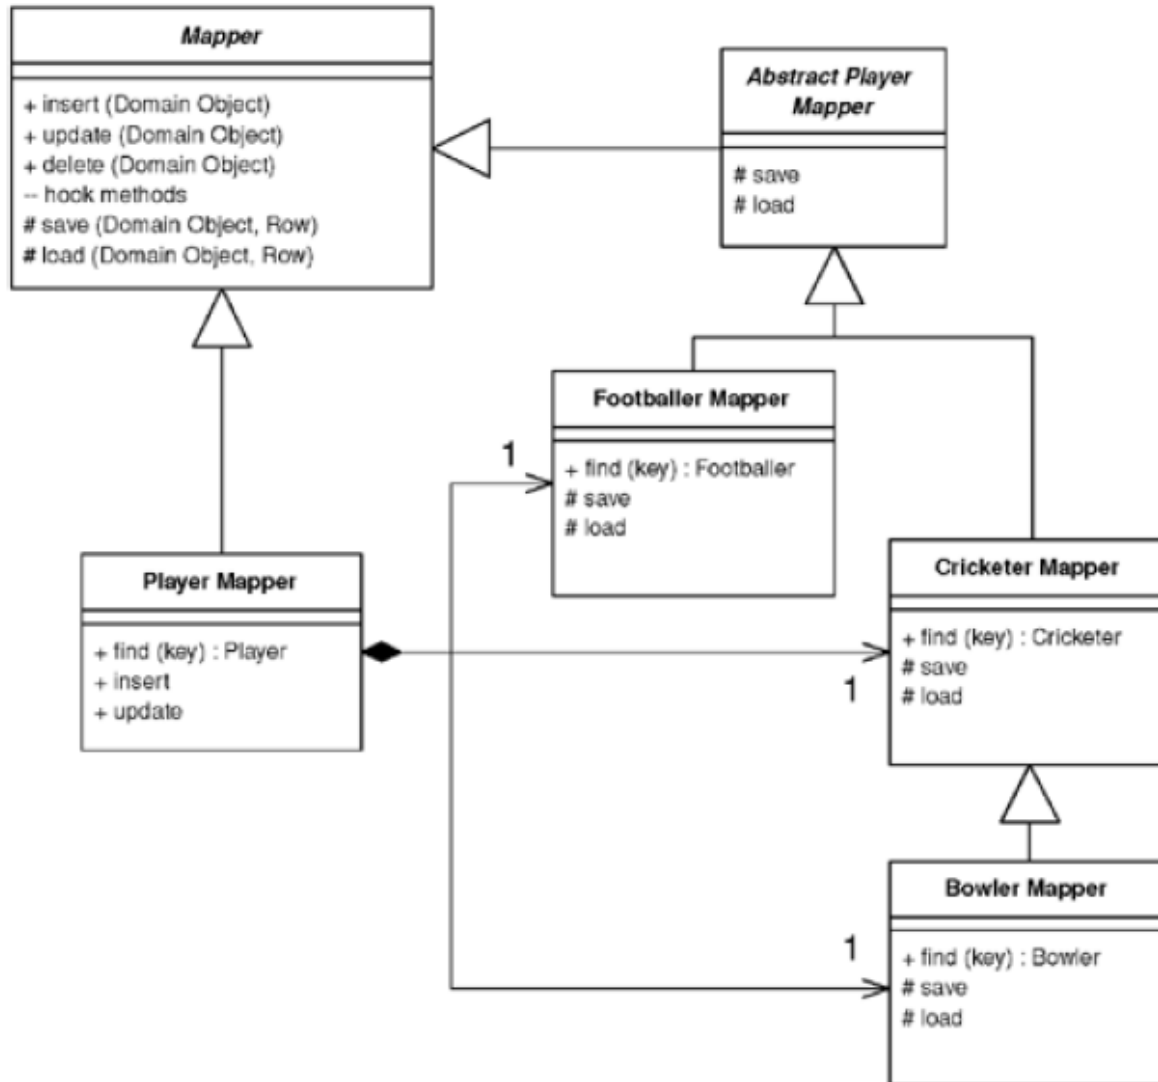 Mapper
+ insert (Domain Object)
+ update (Domain Object)
+ delete (Domain Object)
-- hook methods
# save (Domain Object, Row)
# load (Domain Object, Row)
Abstract Player
Mapper
# save
# load
Footballer Mapper
+ find (key) : Footballer
# save
# load
1
Player Mapper
+ find (key) : Player
+ insert
+ update
Cricketer Mapper
+ find (key) : Cricketer
# save
# load
1
Bowler Mapper
+ find (key) : Bowler
# save
# load
1